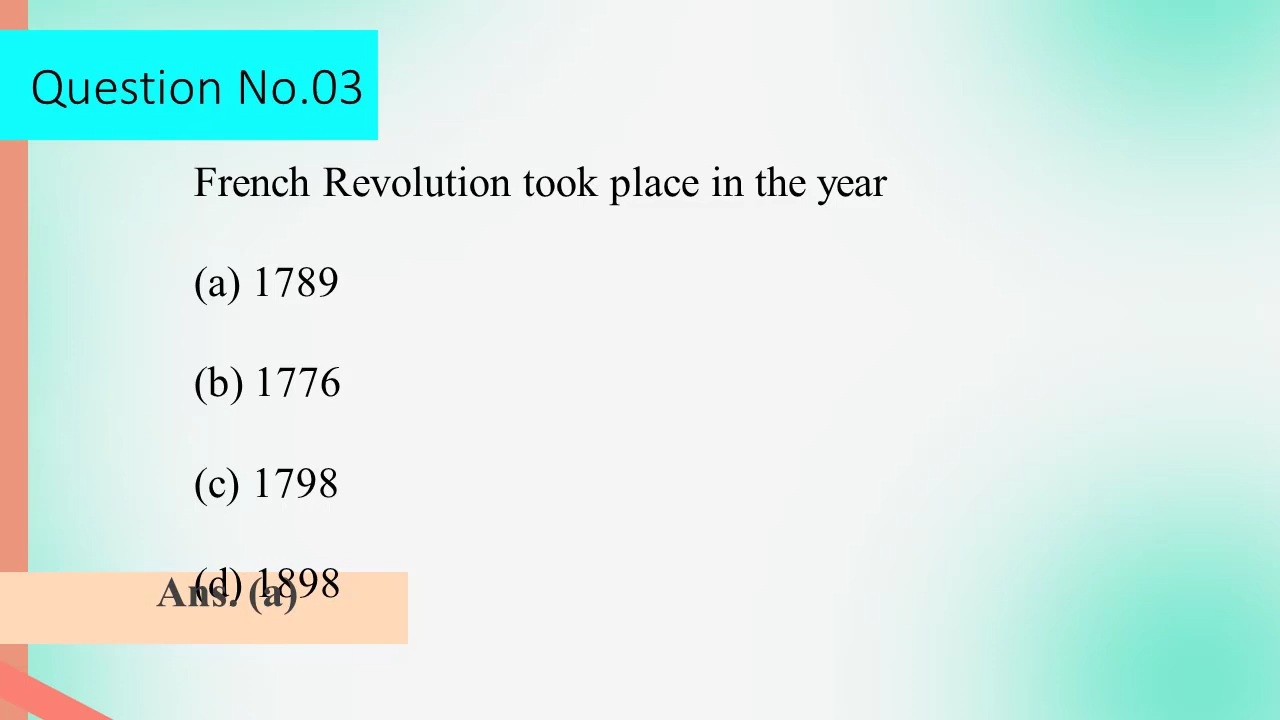 Question No.03
French Revolution took place in the year
(a) 1789
(b) 1776
(c) 1798
(d) 1898
Ans. (a)